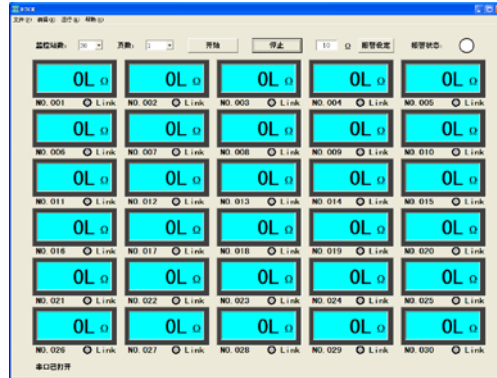 文件(F) 编辑(E) 运行(R) 帮助(H)
监控站数: 30 页数: 1 开始 停止 10 Ω 报警设定 报警状态:
0L Ω 0L Ω 0L Ω 0L Ω 0L Ω
NO. 001 Link NO. 002 Link NO. 003 Link NO. 004 Link NO. 005 Link
0L Ω 0L Ω 0L Ω 0L Ω 0L Ω
NO. 006 Link NO. 007 Link NO. 008 Link NO. 009 Link NO. 010 Link
0L Ω 0L Ω 0L Ω 0L Ω 0L Ω
NO. 011 Link NO. 012 Link NO. 013 Link NO. 014 Link NO. 015 Link
0L Ω 0L Ω 0L Ω 0L Ω 0L Ω
NO. 016 Link NO. 017 Link NO. 018 Link NO. 019 Link NO. 020 Link
0L Ω 0L Ω 0L Ω 0L Ω 0L Ω
NO. 021 Link NO. 022 Link NO. 023 Link NO. 024 Link NO. 025 Link
0L Ω 0L Ω 0L Ω 0L Ω 0L Ω
NO. 026 Link NO. 027 Link NO. 028 Link NO. 029 Link NO. 030 Link
串口已打开